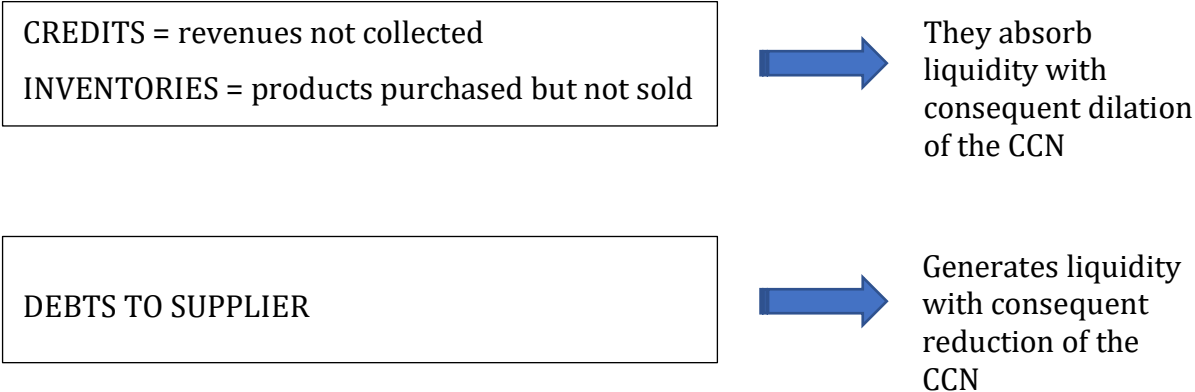 CREDITS = revenues not collected
INVENTORIES = products purchased but not sold
They absorb
liquidity with
consequent dilation
of the CCN
DEBTS TO SUPPLIER
Generates liquidity
with consequent
reduction of the
CCN